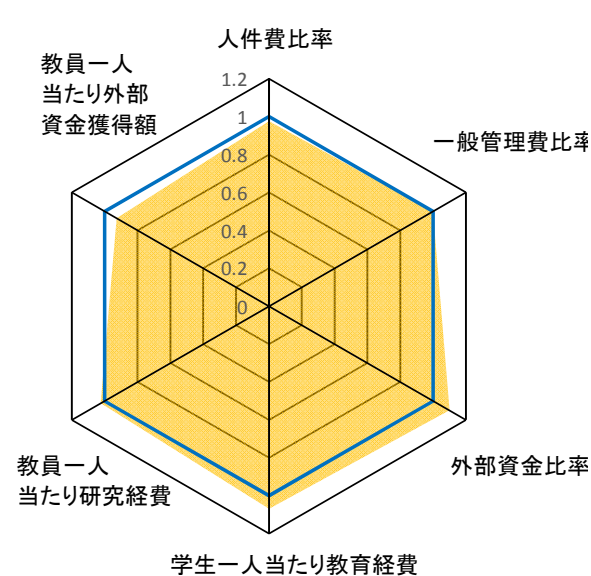 人件費比率
教員一人
当たり外部
資金獲得額
一般管理費比率
1.2
1
0.8
0.6
0.4
0.2
0
教員一人
当たり研究経費
外部資金比率
学生一人当たり教育経費